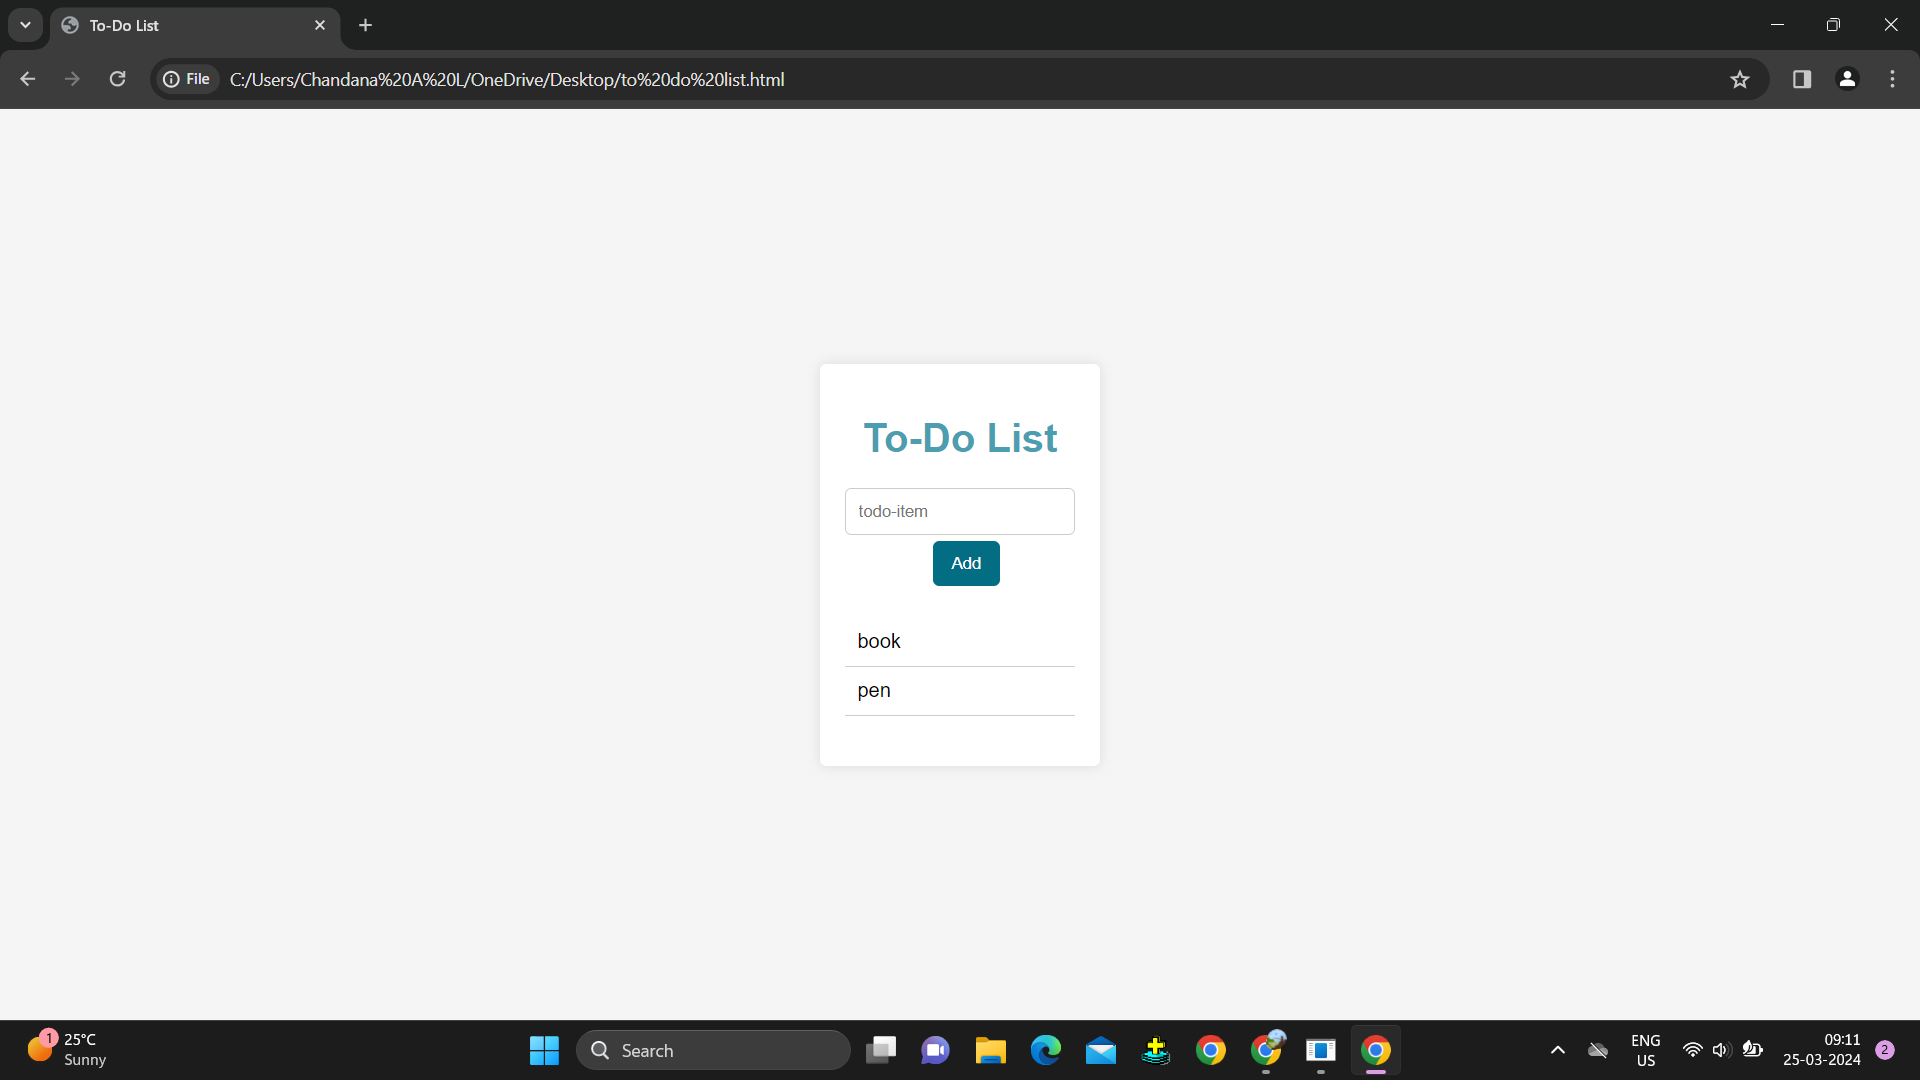 To-Do List
File C:/Users/Chandana%20A%20L/OneDrive/Desktop/to%20do%20list.html
To-Do List
todo-item
Add
book
pen
1 25°C
Sunny
Search
ENG
US
09:11
25-03-2024
2